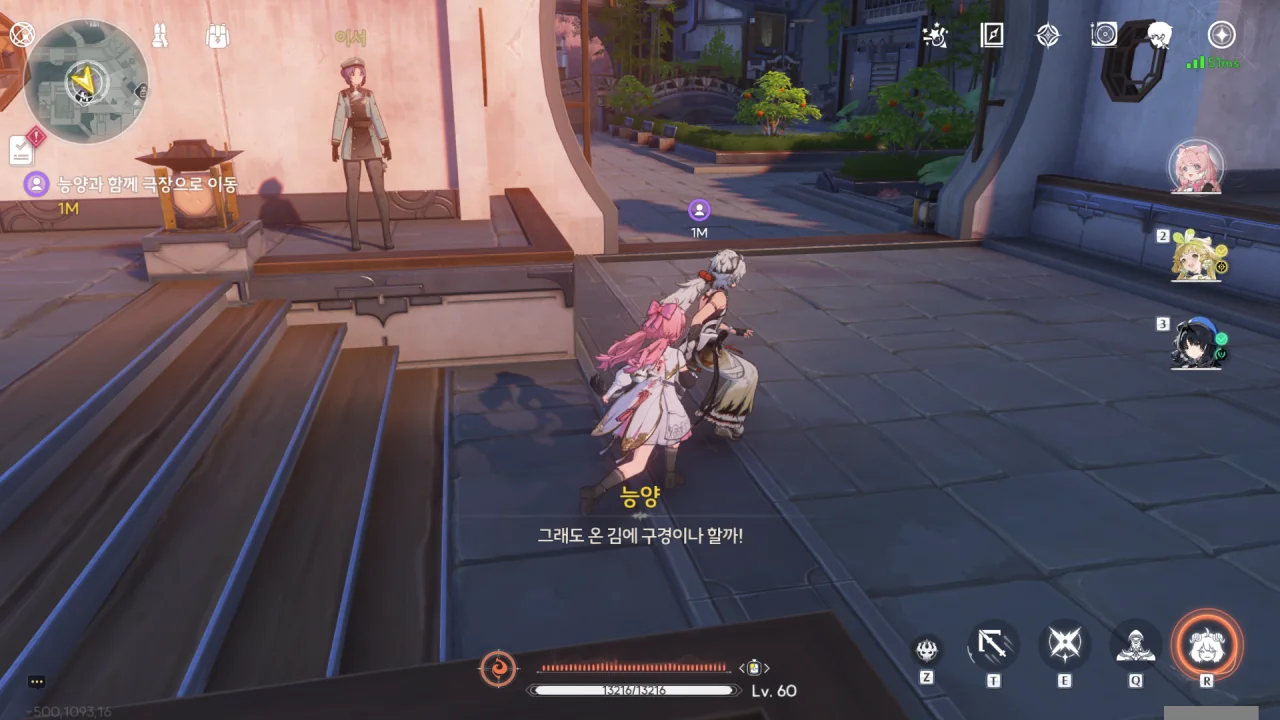 이서
51ms
능양과 함께 극장으로 이동
1M
1M
2
3
능양
그래도 온 김에 구경이나 할까!
13216/13216
Lv. 60
Z
T
E
Q
R
-500,1093,16